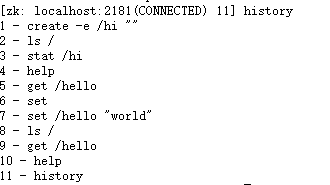 [zk: localhost:2181(CONNECTED) 11] history
1 - create -e /hi ""
2 - ls /
3 - stat /hi
4 - help
5 - get /hello
6 - set
7 - set /hello "world"
8 - ls /
9 - get /hello
10 - help
11 - history